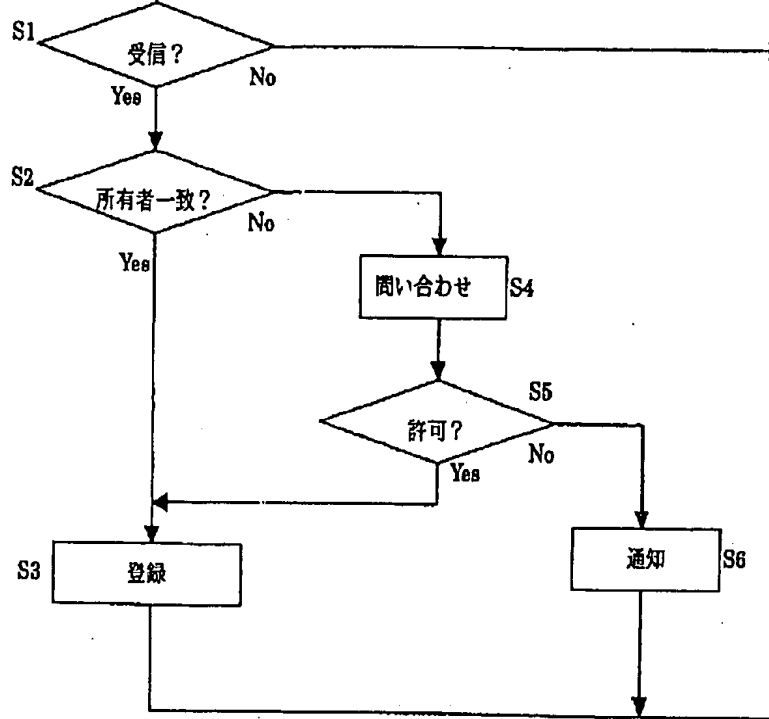 S1
受信？
No
Yes
S2
所有者一致？
No
Yes
問い合わせ
S4
S5
許可？
No
Yes
S3
登録
通知
S6